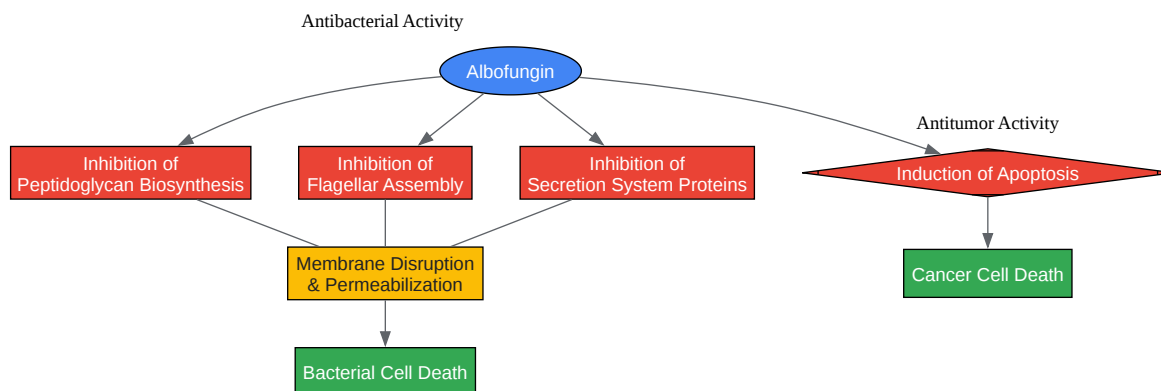 Antibacterial Activity
Albofungin
Antitumor Activity
Inhibition of
Peptidoglycan Biosynthesis
Inhibition of
Flagellar Assembly
Inhibition of
Secretion System Proteins
Induction of Apoptosis
Membrane Disruption
& Permeabilization
Cancer Cell Death
Bacterial Cell Death